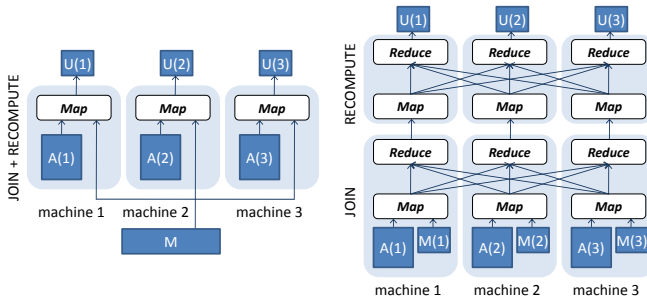 U(1) U(2) U(3)
Map Map Map
A(1) A(2) A(3)
JOIN + RECOMPUTE
machine 1 machine 2 machine 3
M
U(1) U(2) U(3)
Reduce Reduce Reduce
Map Map Map
RECOMPUTE
Reduce Reduce Reduce
Map Map Map
A(1) M(1) A(2) M(2) A(3) M(3)
JOIN
machine 1 machine 2 machine 3